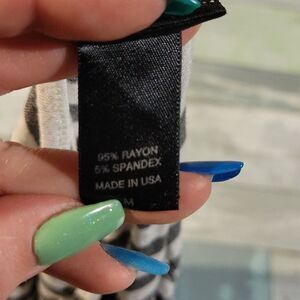 95% RAYON
5% SPANDEX
MADE IN USA
M